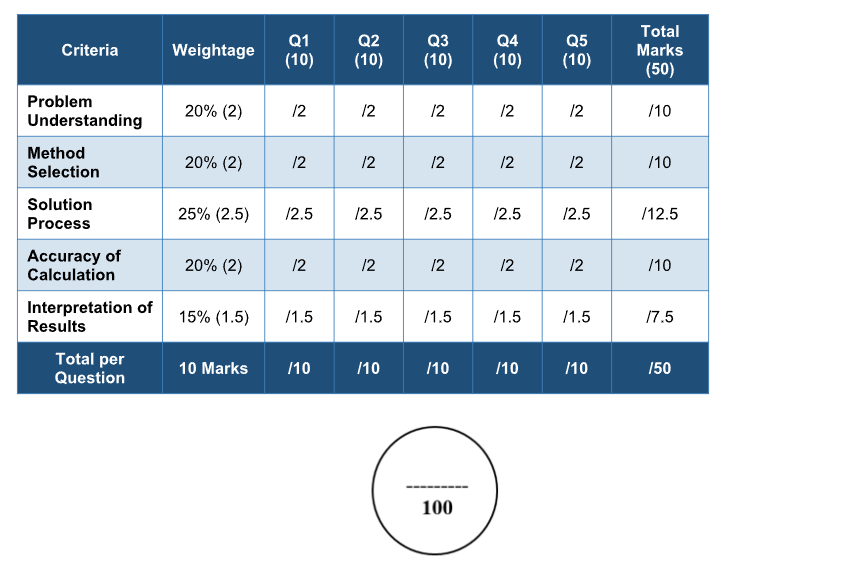 Criteria Weightage Q1 (10) Q2 (10) Q3 (10) Q4 (10) Q5 (10) Total Marks (50)
Problem Understanding 20% (2) /2 /2 /2 /2 /2 /10
Method Selection 20% (2) /2 /2 /2 /2 /2 /10
Solution Process 25% (2.5) /2.5 /2.5 /2.5 /2.5 /2.5 /12.5
Accuracy of Calculation 20% (2) /2 /2 /2 /2 /2 /10
Interpretation of Results 15% (1.5) /1.5 /1.5 /1.5 /1.5 /1.5 /7.5
Total per Question 10 Marks /10 /10 /10 /10 /10 /50
---------
100